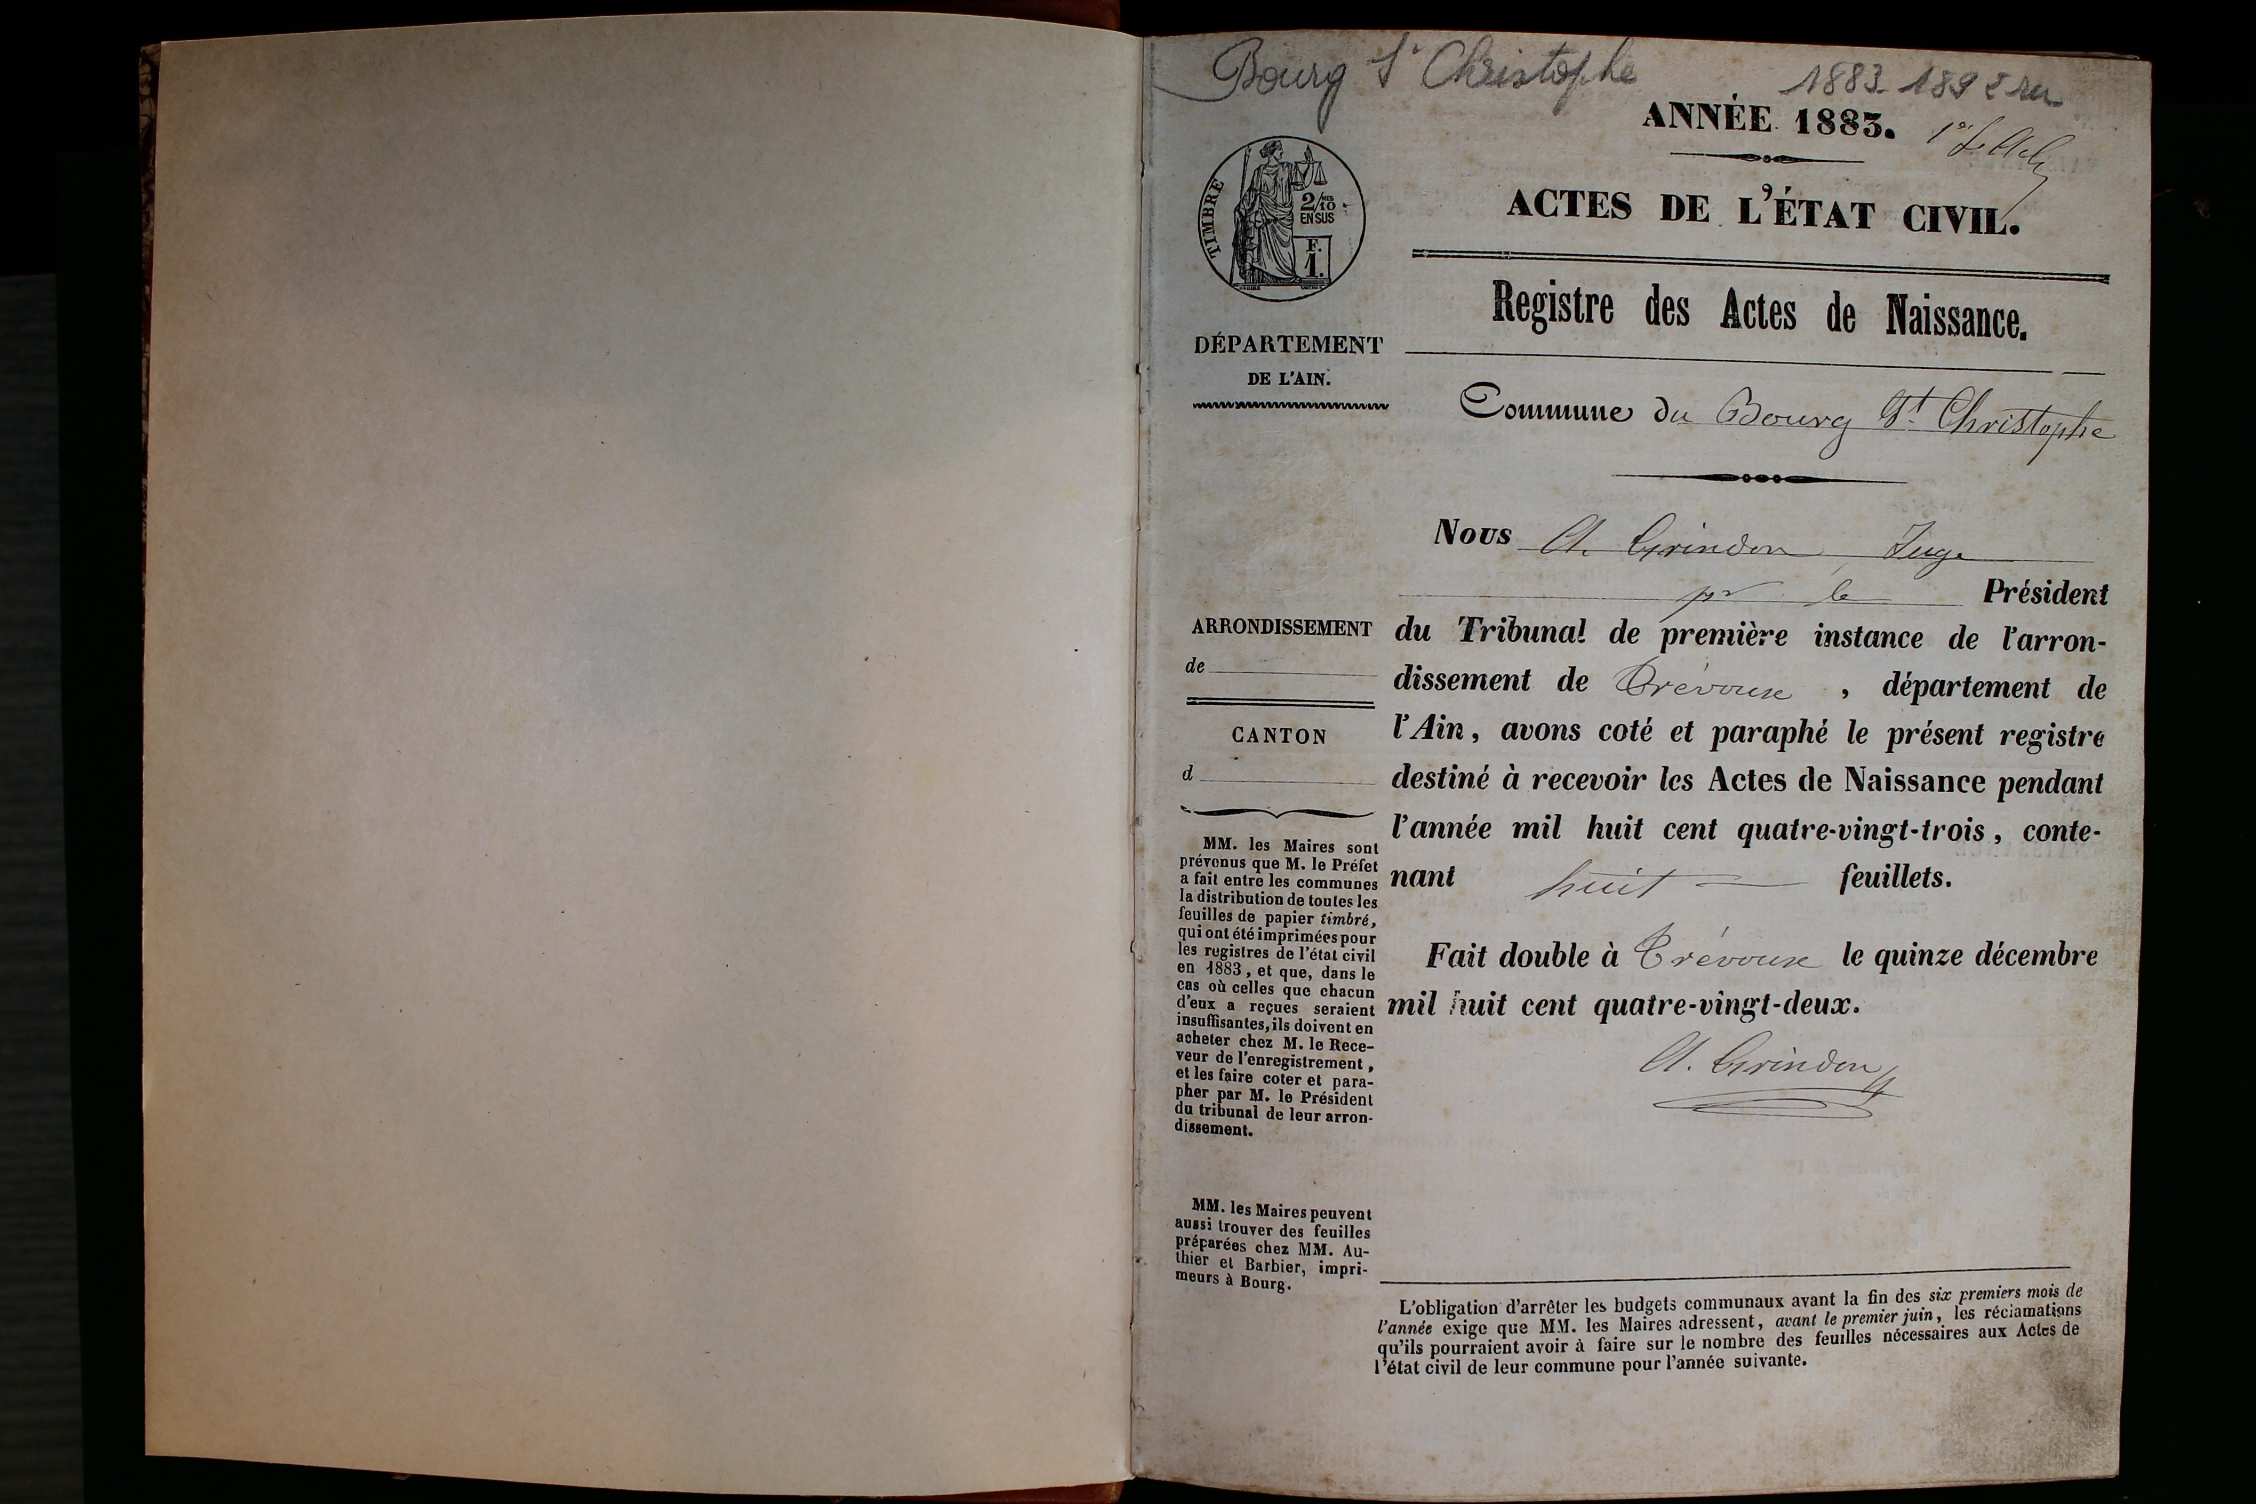 Bourg St Christophe
1883-1892
ANNÉE 1883.
ACTES DE L'ÉTAT CIVIL.
TIMBRE
2/10
EN SUS
F.
1.
Registre des Actes de Naissance.
DÉPARTEMENT
DE L'AIN.
Commune du Bourg St Christophe
Nous A. Grindon, Juge
pr le Président
du Tribunal de première instance de l'arron-
dissement de Trévoux , département de
l'Ain, avons coté et paraphé le présent registre
destiné à recevoir les Actes de Naissance pendant
l'année mil huit cent quatre-vingt-trois, conte-
nant huit feuillets.
Fait double à Trévoux le quinze décembre
mil huit cent quatre-vingt-deux.
A. Grindon
ARRONDISSEMENT
de
CANTON
d
MM. les Maires sont
prévenus que M. le Préfet
a fait entre les communes
la distribution de toutes les
feuilles de papier timbré,
qui ont été imprimées pour
les registres de l'état civil
en 1883, et que, dans le
cas où celles que chacun
d'eux a reçues seraient
insuffisantes, ils doivent en
acheter chez M. le Rece-
veur de l'enregistrement,
et les faire coter et para-
pher par M. le Président
du tribunal de leur arron-
dissement.
MM. les Maires peuvent
aussi trouver des feuilles
préparées chez MM. Au-
thier et Barbier, impri-
meurs à Bourg.
L'obligation d'arrêter les budgets communaux avant la fin des six premiers mois de
l'année exige que MM. les Maires adressent, avant le premier juin, les réclamations
qu'ils pourraient avoir à faire sur le nombre des feuilles nécessaires aux Actes de
l'état civil de leur commune pour l'année suivante.